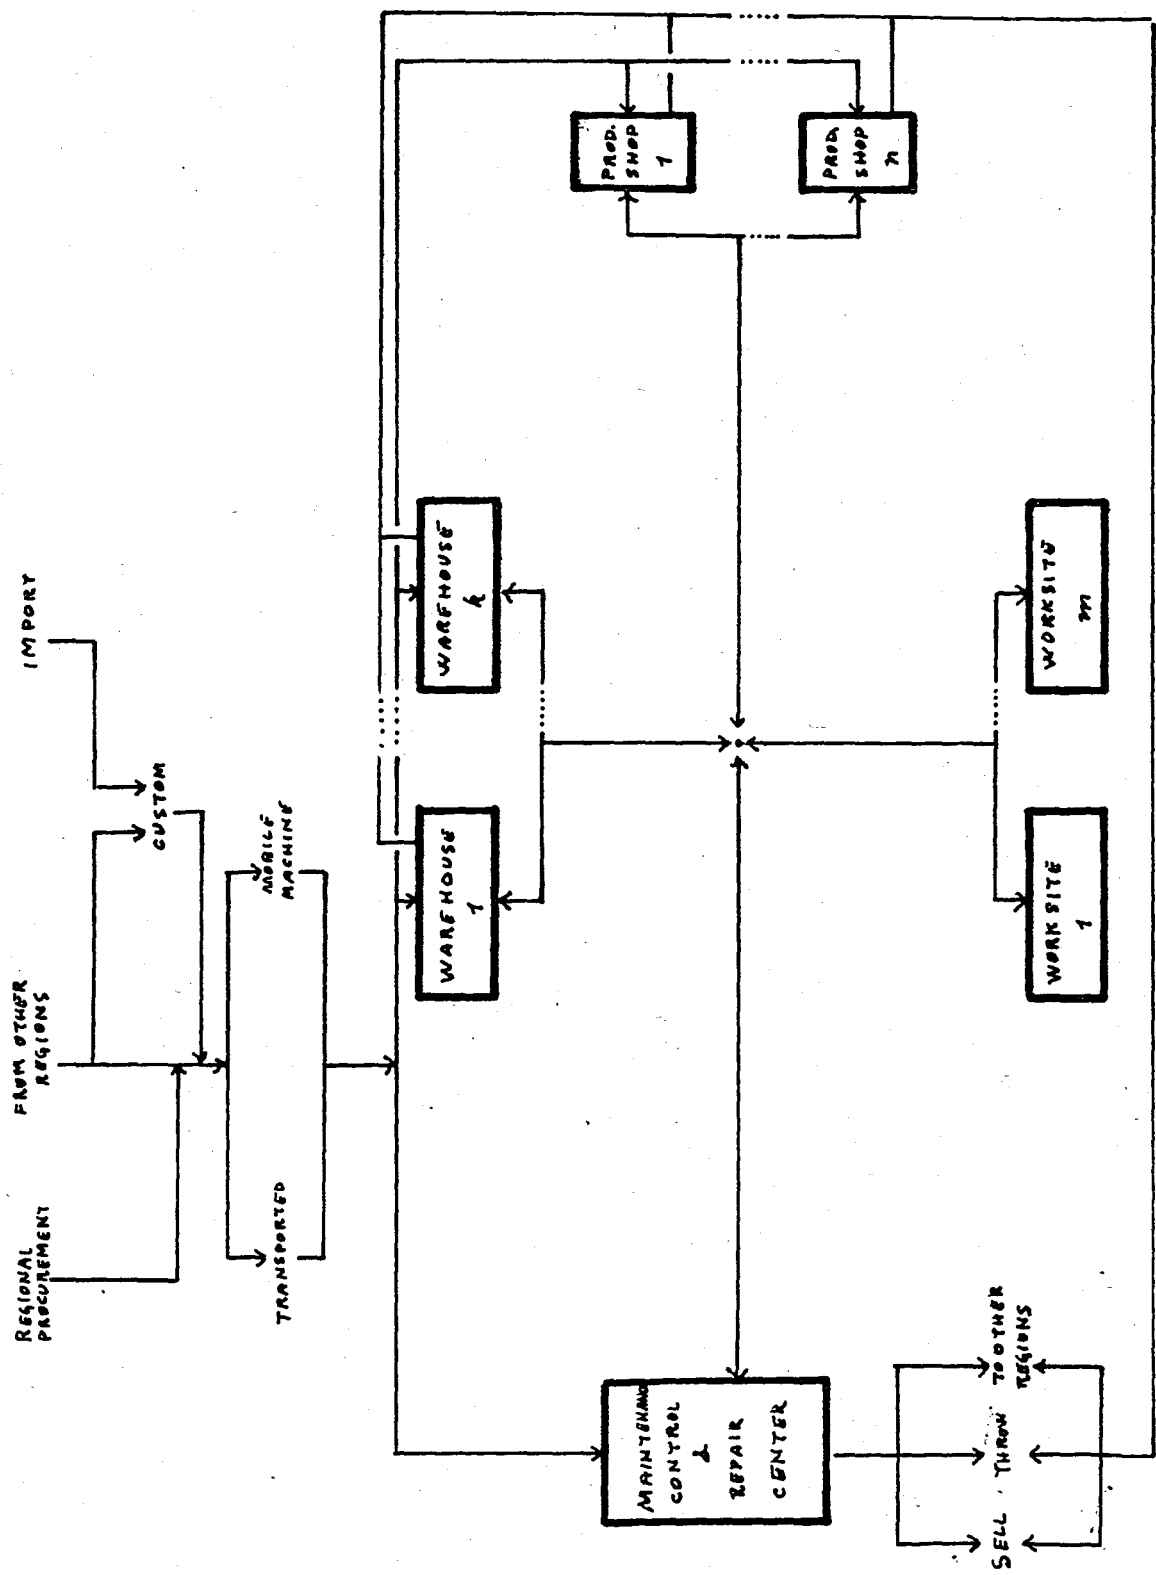 REGIONAL
PROCUREMENT
FROM OTHER
REGIONS
IMPORT
CUSTOM
TRANSPORTED
MOBILE
MACHINE
WAREHOUSE
1
WAREHOUSE
k
PROD.
SHOP
1
PROD.
SHOP
n
MAINTENANC
CONTROL
&
REPAIR
CENTER
SELL, THROW TO OTHER
REGIONS
WORKSITE
1
WORKSITE
m